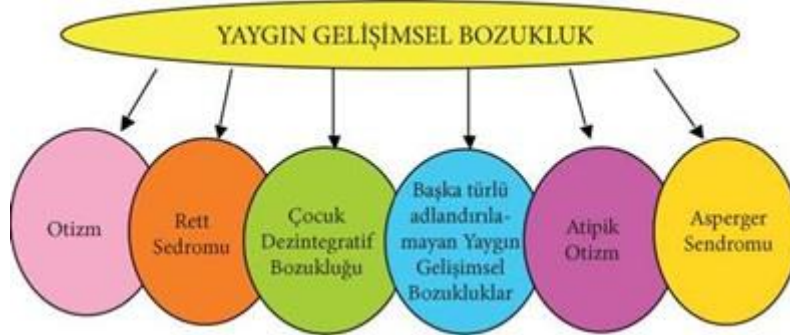 YAYGIN GELİŞİMSEL BOZUKLUK
Otizm
Rett
Sedromu
Çocuk
Dezintegratif
Bozukluğu
Başka türlü
adlandırıla-
mayan Yaygın
Gelişimsel
Bozukluklar
Atipik
Otizm
Asperger
Sendromu